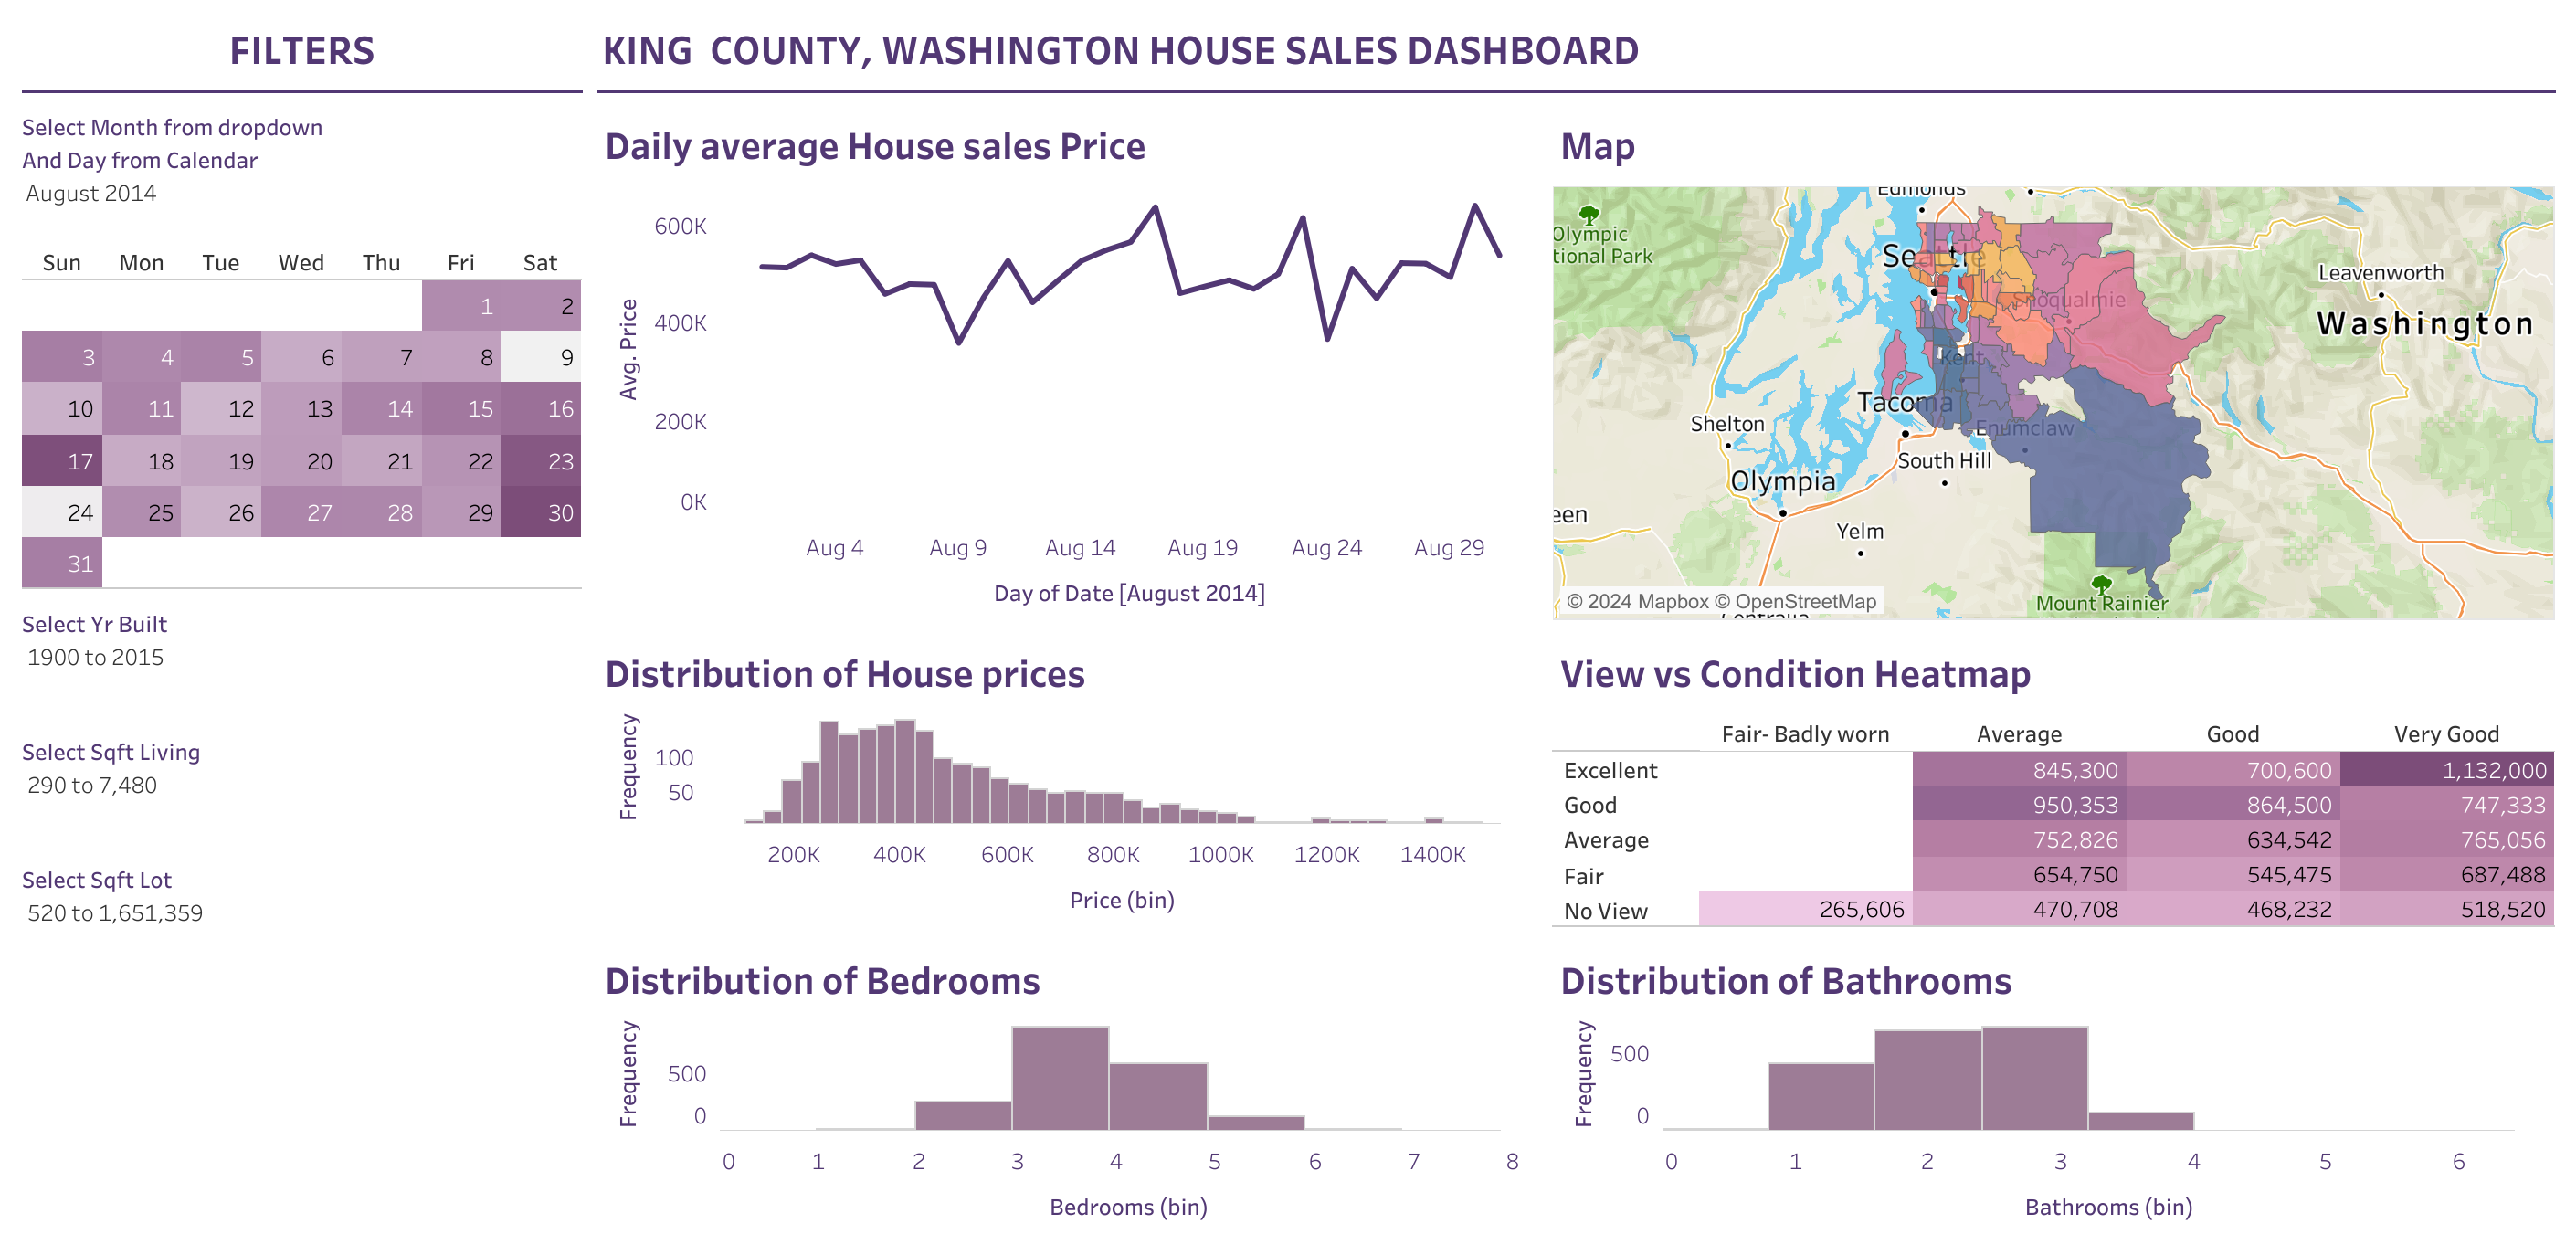 FILTERS
KING  COUNTY, WASHINGTON HOUSE SALES DASHBOARD
Select Month from dropdown
And Day from Calendar
August 2014
Sun Mon Tue Wed Thu Fri Sat
1 2
3 4 5 6 7 8 9
10 11 12 13 14 15 16
17 18 19 20 21 22 23
24 25 26 27 28 29 30
31
Select Yr Built
1900 to 2015
Select Sqft Living
290 to 7,480
Select Sqft Lot
520 to 1,651,359
Daily average House sales Price
Avg. Price
600K
400K
200K
0K
Aug 4 Aug 9 Aug 14 Aug 19 Aug 24 Aug 29
Day of Date [August 2014]
Map
Edmonds
Olympic
tional Park
Seattle
Leavenworth
Snoqualmie
Washington
Kent
Tacoma
Shelton
Enumclaw
South Hill
Olympia
een
Yelm
© 2024 Mapbox © OpenStreetMap
Mount Rainier
Centralia
Distribution of House prices
Frequency
100
50
200K 400K 600K 800K 1000K 1200K 1400K
Price (bin)
View vs Condition Heatmap
Fair- Badly worn Average Good Very Good
Excellent 845,300 700,600 1,132,000
Good 950,353 864,500 747,333
Average 752,826 634,542 765,056
Fair 654,750 545,475 687,488
No View 265,606 470,708 468,232 518,520
Distribution of Bedrooms
Frequency
500
0
0 1 2 3 4 5 6 7 8
Bedrooms (bin)
Distribution of Bathrooms
Frequency
500
0
0 1 2 3 4 5 6
Bathrooms (bin)